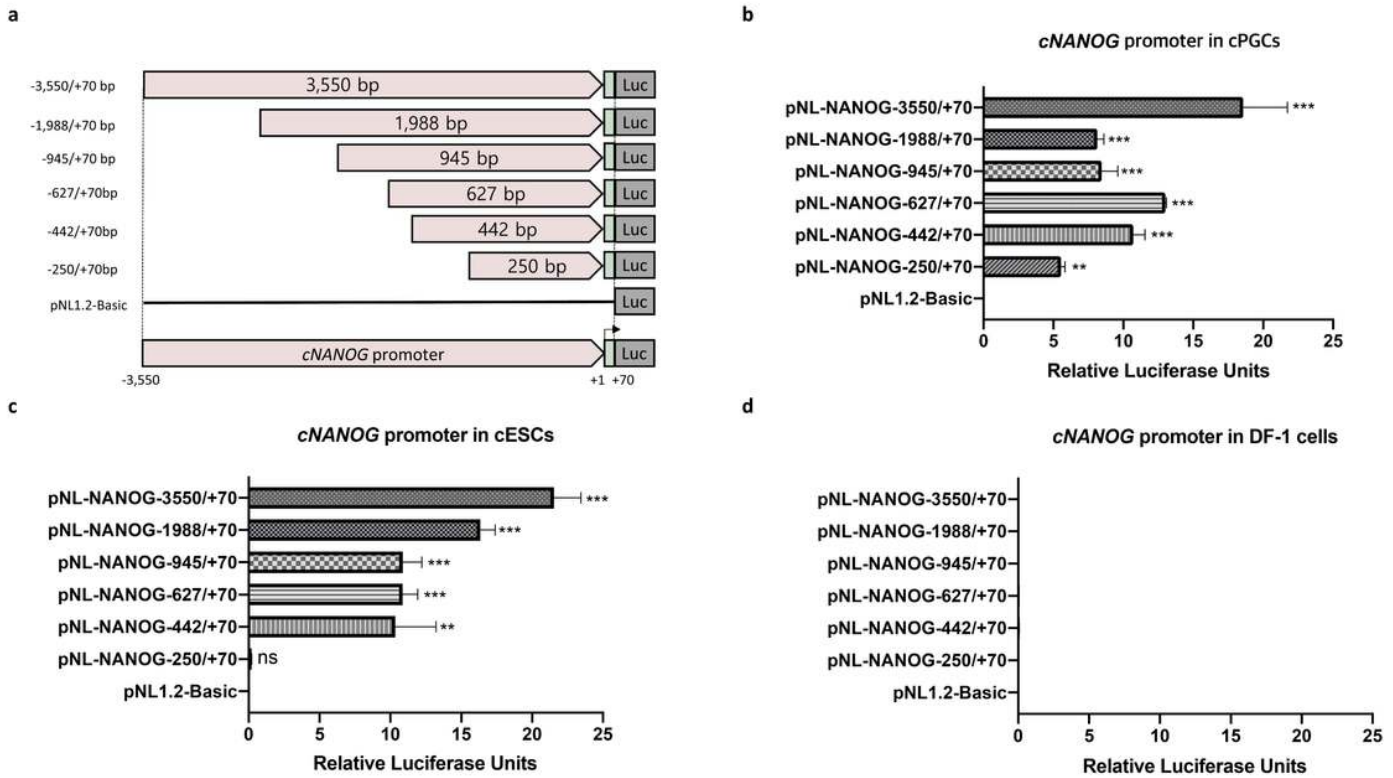 a
-3,550/+70 bp
3,550 bp
Luc
-1,988/+70 bp
1,988 bp
Luc
-945/+70 bp
945 bp
Luc
-627/+70bp
627 bp
Luc
-442/+70bp
442 bp
Luc
-250/+70bp
250 bp
Luc
pNL1.2-Basic
Luc
cNANOG promoter
Luc
-3,550
+1 +70
b
cNANOG promoter in cPGCs
pNL-NANOG-3550/+70
***
pNL-NANOG-1988/+70
***
pNL-NANOG-945/+70
***
pNL-NANOG-627/+70
***
pNL-NANOG-442/+70
***
pNL-NANOG-250/+70
**
pNL1.2-Basic
0 5 10 15 20 25
Relative Luciferase Units
c
cNANOG promoter in cESCs
pNL-NANOG-3550/+70
***
pNL-NANOG-1988/+70
***
pNL-NANOG-945/+70
***
pNL-NANOG-627/+70
***
pNL-NANOG-442/+70
**
pNL-NANOG-250/+70
ns
pNL1.2-Basic
0 5 10 15 20 25
Relative Luciferase Units
d
cNANOG promoter in DF-1 cells
pNL-NANOG-3550/+70
pNL-NANOG-1988/+70
pNL-NANOG-945/+70
pNL-NANOG-627/+70
pNL-NANOG-442/+70
pNL-NANOG-250/+70
pNL1.2-Basic
0 5 10 15 20 25
Relative Luciferase Units